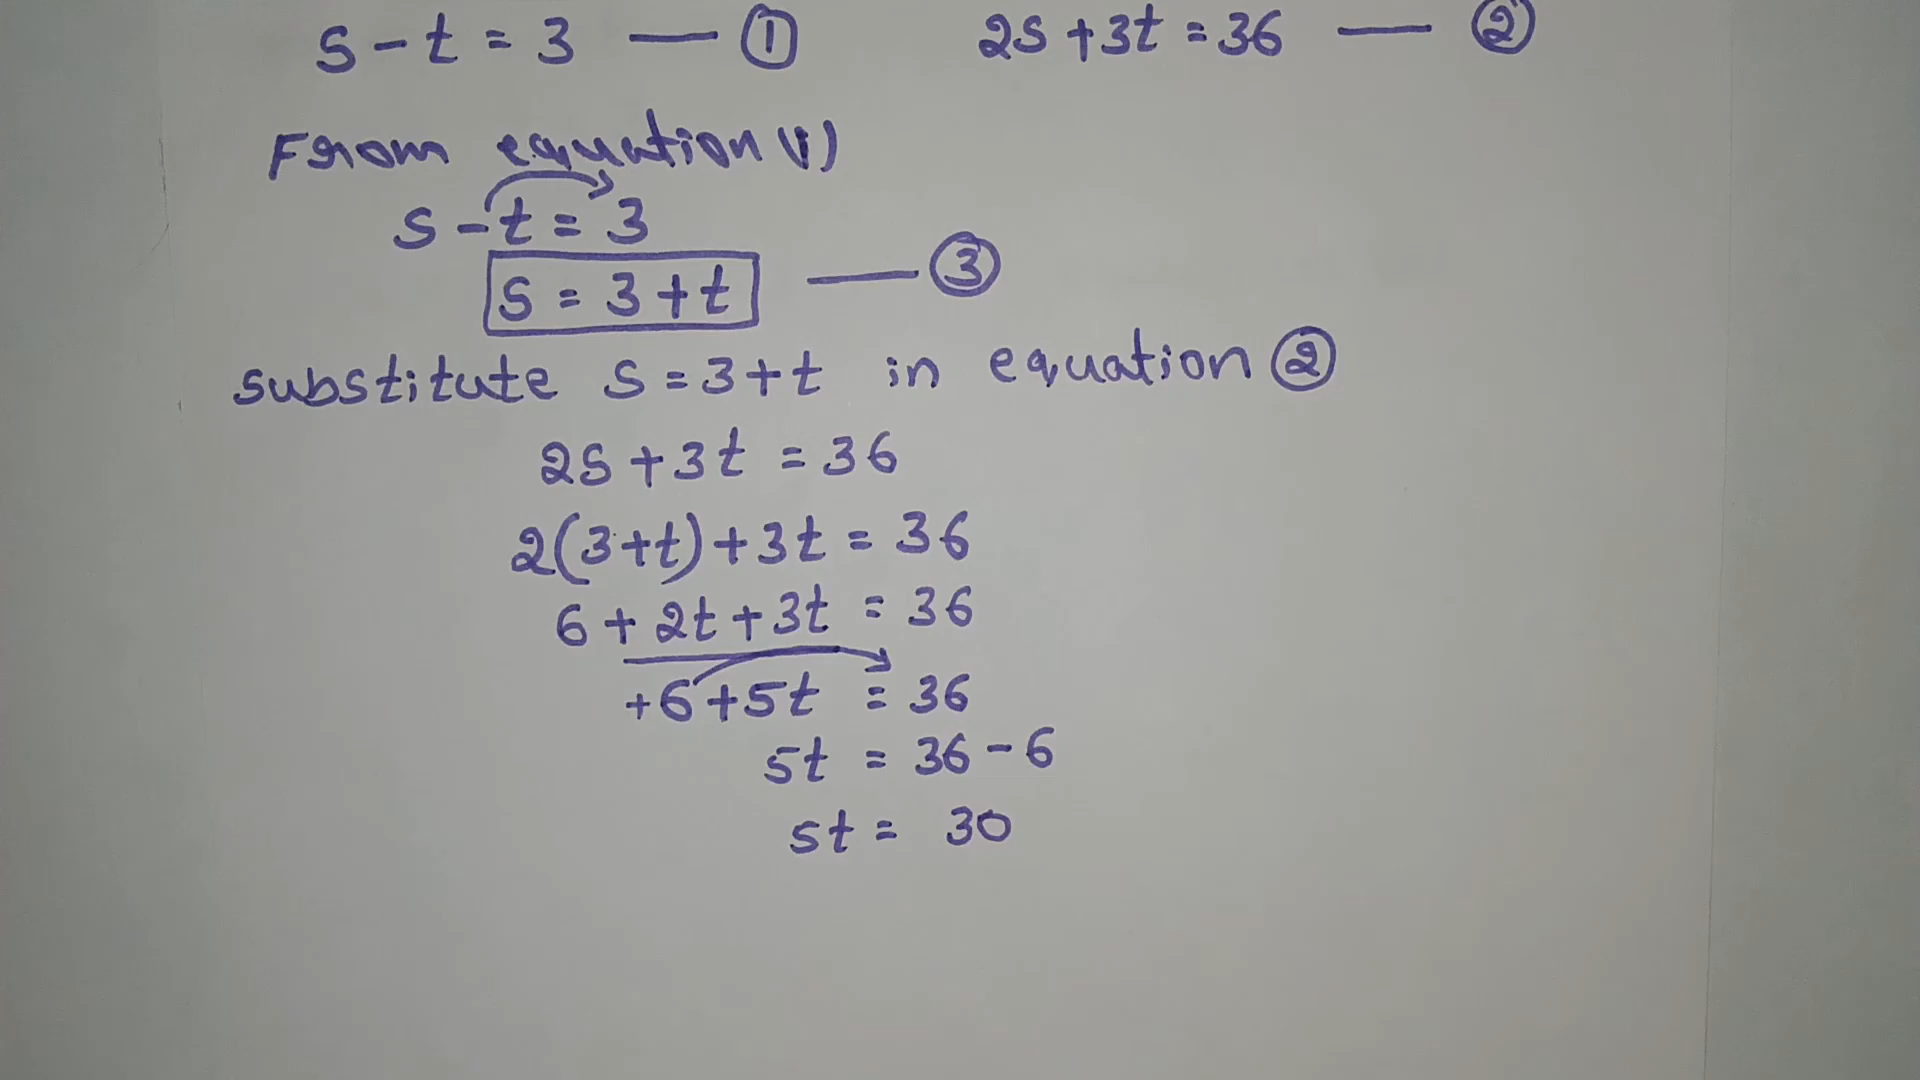 s - t = 3 — ① 2s + 3t = 36 — ②
From equation (1)
s - t = 3
s = 3 + t — ③
substitute s = 3 + t in equation ②
2s + 3t = 36
2(3+t) + 3t = 36
6 + 2t + 3t = 36
+6 + 5t = 36
5t = 36 - 6
5t = 30